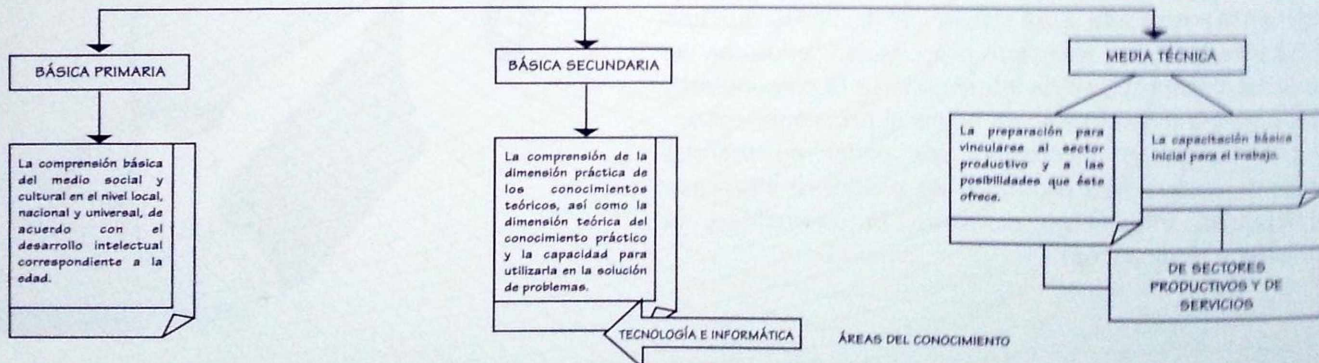 BÁSICA PRIMARIA
BÁSICA SECUNDARIA
MEDIA TÉCNICA
La comprensión básica
del medio social y
cultural en el nivel local,
nacional y universal, de
acuerdo con el
desarrollo intelectual
correspondiente a la
edad.
La comprensión de la
dimensión práctica de
los conocimientos
teóricos, así como la
dimensión teórica del
conocimiento práctico
y la capacidad para
utilizarla en la solución
de problemas.
La preparación para
vincularse al sector
productivo y a las
posibilidades que éste
ofrece.
La capacitación básica
inicial para el trabajo.
DE SECTORES
PRODUCTIVOS Y DE
SERVICIOS
TECNOLOGÍA E INFORMÁTICA
ÁREAS DEL CONOCIMIENTO